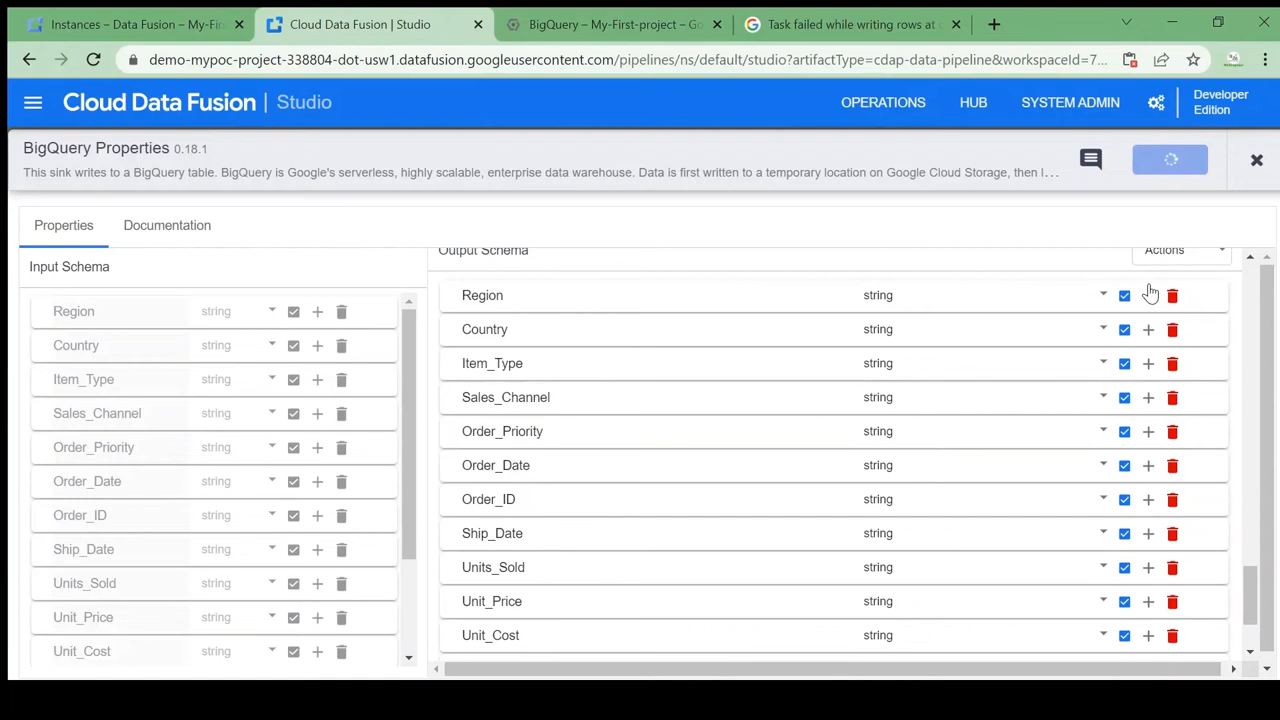 Instances – Data Fusion – My-Fir
Cloud Data Fusion | Studio
BigQuery – My-First-project – Go
Task failed while writing rows at
demo-mypoc-project-338804-dot-usw1.datafusion.googleusercontent.com/pipelines/ns/default/studio?artifactType=cdap-data-pipeline&workspaceId=7...
Cloud Data Fusion | Studio
OPERATIONS
HUB
SYSTEM ADMIN
Developer
Edition
BigQuery Properties 0.18.1
This sink writes to a BigQuery table. BigQuery is Google's serverless, highly scalable, enterprise data warehouse. Data is first written to a temporary location on Google Cloud Storage, then l...
Properties
Documentation
Input Schema
Region string
Country string
Item_Type string
Sales_Channel string
Order_Priority string
Order_Date string
Order_ID string
Ship_Date string
Units_Sold string
Unit_Price string
Unit_Cost string
Output Schema
Actions
Region string
Country string
Item_Type string
Sales_Channel string
Order_Priority string
Order_Date string
Order_ID string
Ship_Date string
Units_Sold string
Unit_Price string
Unit_Cost string